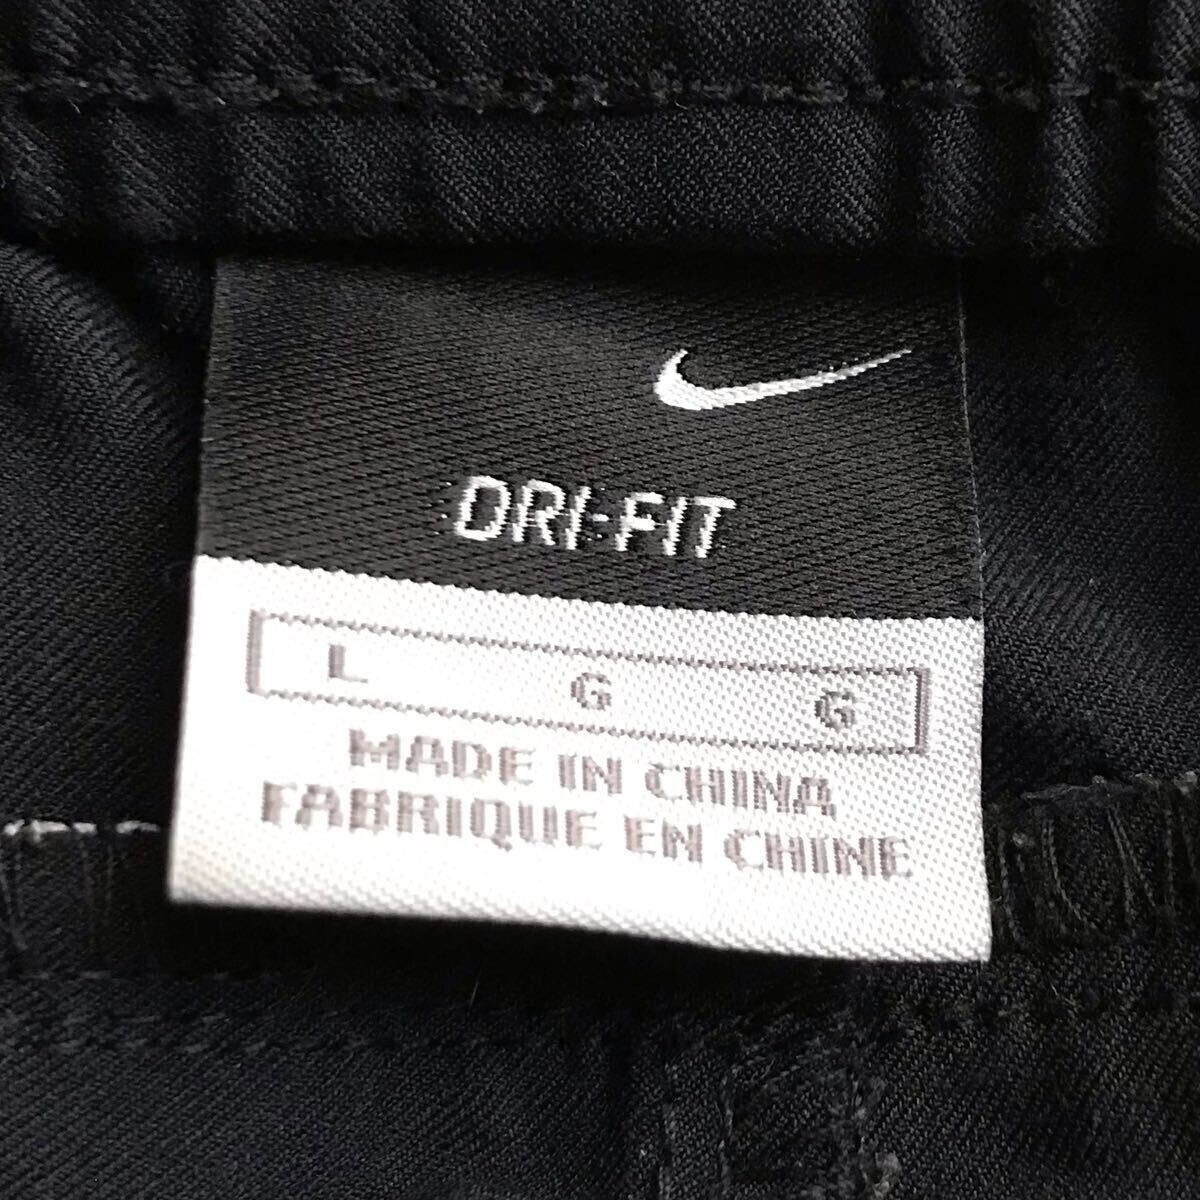 DRI-FIT
L G G
MADE IN CHINA
FABRIQUE EN CHINE